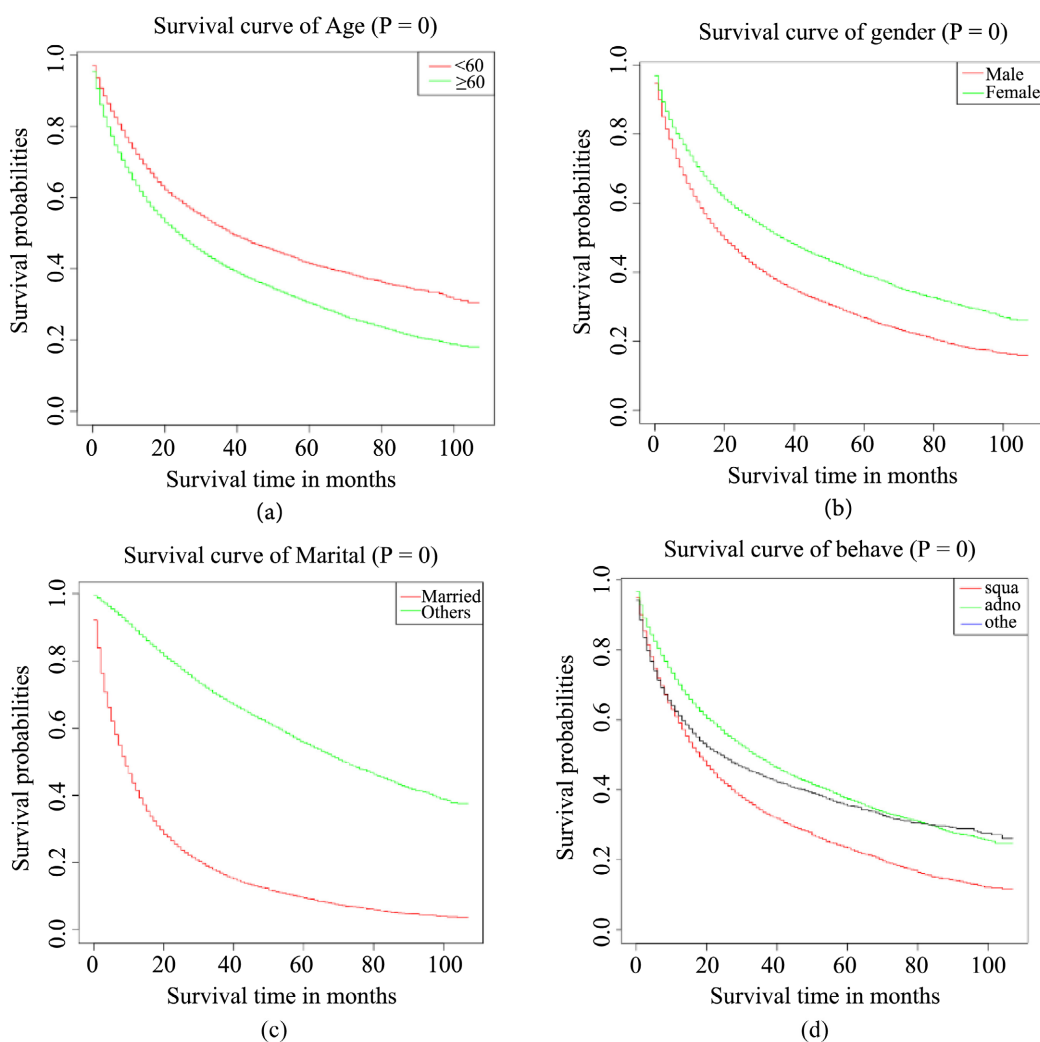 Survival curve of Age (P = 0)
<60
≥60
Survival probabilities
0.0 0.2 0.4 0.6 0.8 1.0
0 20 40 60 80 100
Survival time in months
(a)
Survival curve of gender (P = 0)
Male
Female
Survival probabilities
0.0 0.2 0.4 0.6 0.8 1.0
0 20 40 60 80 100
Survival time in months
(b)
Survival curve of Marital (P = 0)
Married
Others
Survival probabilities
0.0 0.2 0.4 0.6 0.8 1.0
0 20 40 60 80 100
Survival time in months
(c)
Survival curve of behave (P = 0)
squa
adno
othe
Survival probabilities
0.0 0.2 0.4 0.6 0.8 1.0
0 20 40 60 80 100
Survival time in months
(d)